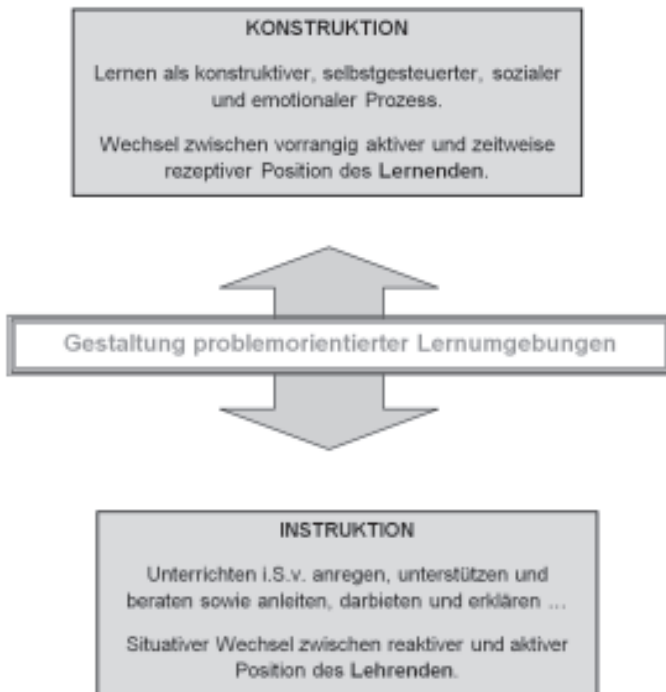 KONSTRUKTION
Lernen als konstruktiver, selbstgesteuerter, sozialer
und emotionaler Prozess.
Wechsel zwischen vorrangig aktiver und zeitweise
rezeptiver Position des Lernenden.
Gestaltung problemorientierter Lernumgebungen
INSTRUKTION
Unterrichten i.S.v. anregen, unterstützen und
beraten sowie anleiten, darbieten und erklären ...
Situativer Wechsel zwischen reaktiver und aktiver
Position des Lehrenden.